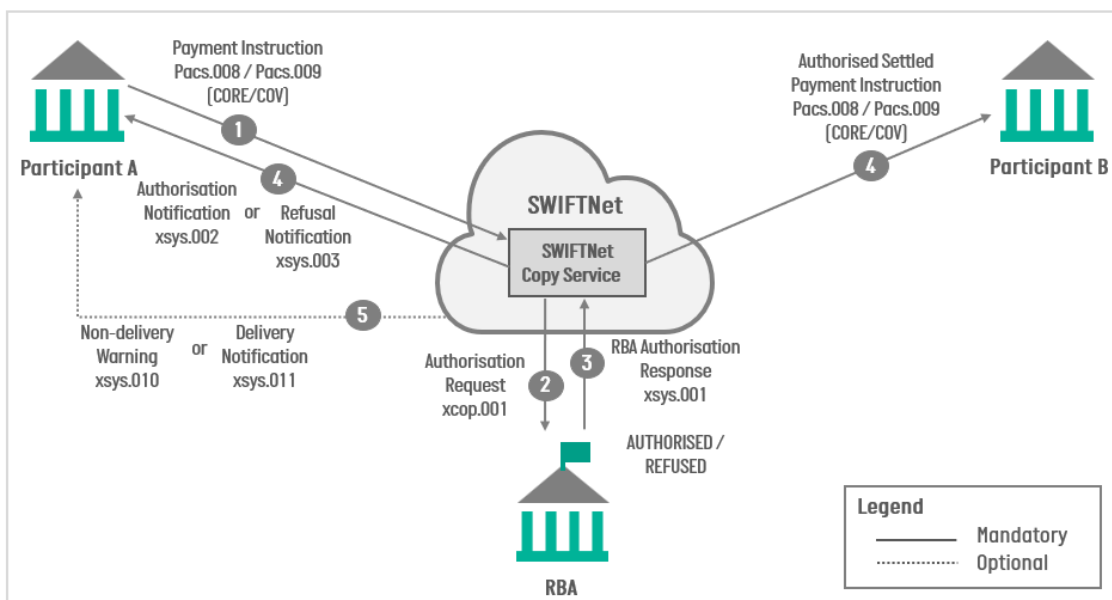 Payment Instruction
Pacs.008 / Pacs.009
(CORE/COV)
1
Participant A
4
Authorisation
Notification
xsys.002
or
Refusal
Notification
xsys.003
SWIFTNet
SWIFTNet
Copy Service
Authorised Settled
Payment Instruction
Pacs.008 / Pacs.009
(CORE/COV)
4
Participant B
5
Non-delivery
Warning
xsys.010
or
Delivery
Notification
xsys.011
Authorisation
Request
xcop.001
2
3
RBA Authorisation
Response
xsys.001
AUTHORISED /
REFUSED
RBA
Legend
Mandatory
Optional